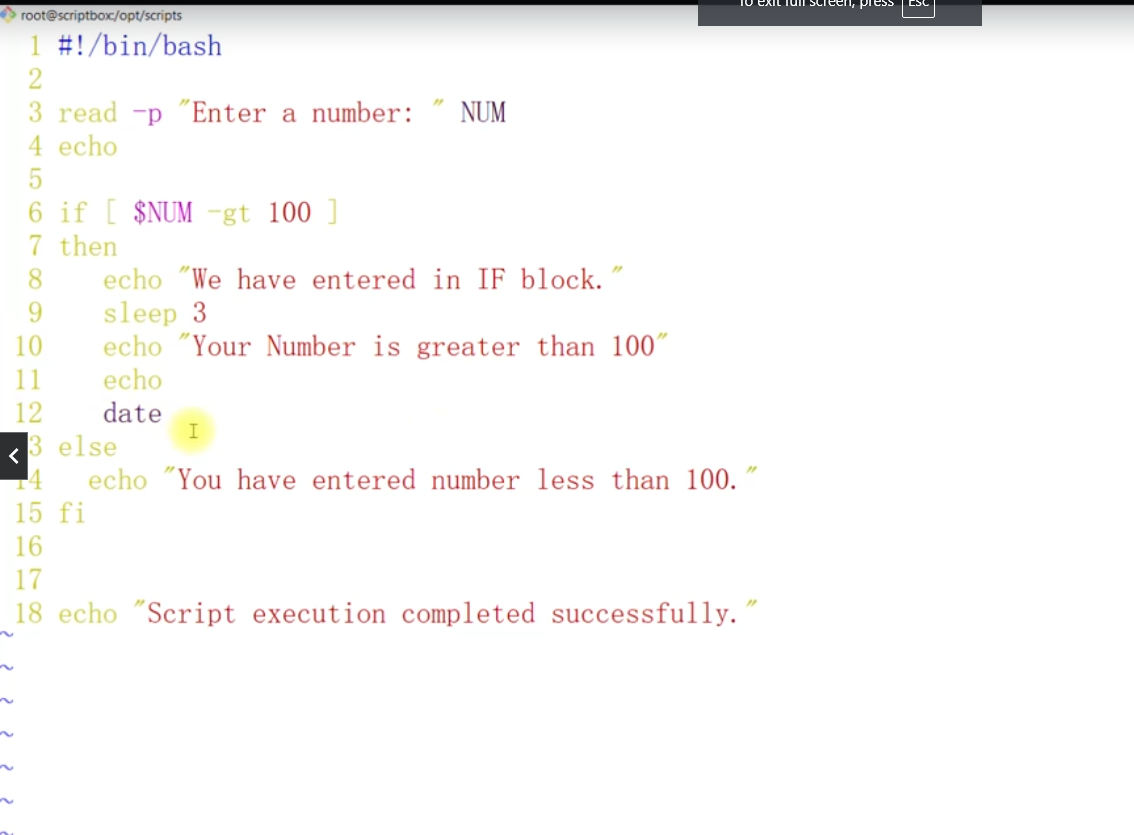 root@scriptbox:/opt/scripts
To exit full screen, press Esc
1 #!/bin/bash
2
3 read -p "Enter a number: " NUM
4 echo
5
6 if [ $NUM -gt 100 ]
7 then
8    echo "We have entered in IF block."
9    sleep 3
10    echo "Your Number is greater than 100"
11    echo
12    date
3 else
14   echo "You have entered number less than 100."
15 fi
16
17
18 echo "Script execution completed successfully."
~
~
~
~
~
~
~